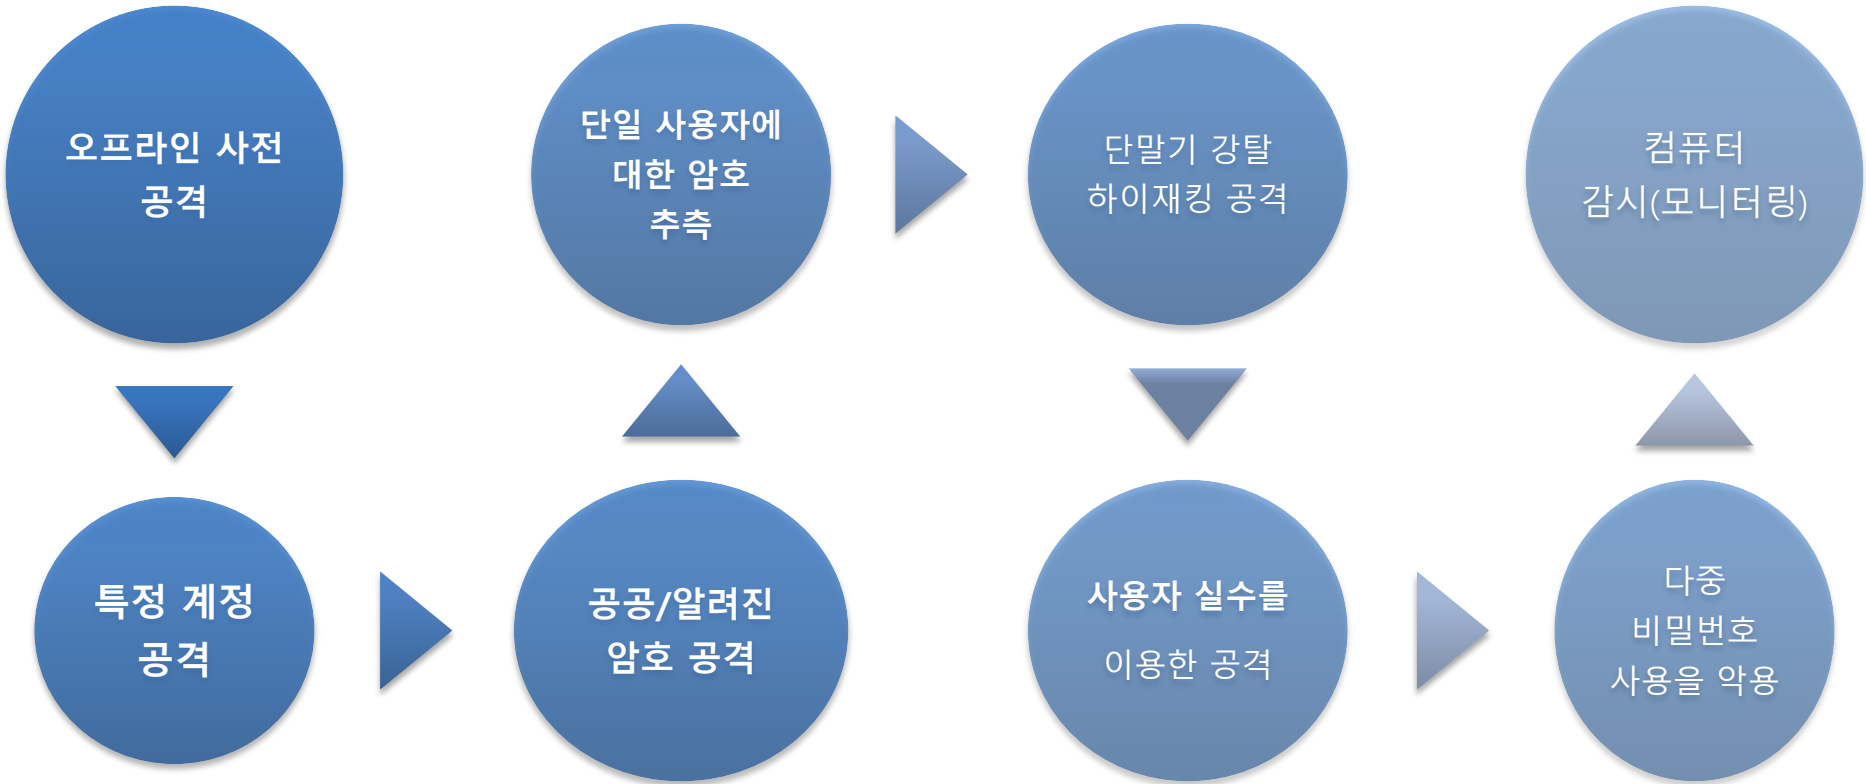 오프라인 사전
공격
특정 계정
공격
공공/알려진
암호 공격
단일 사용자에
대한 암호
추측
단말기 강탈
하이재킹 공격
사용자 실수를
이용한 공격
다중
비밀번호
사용을 악용
컴퓨터
감시(모니터링)